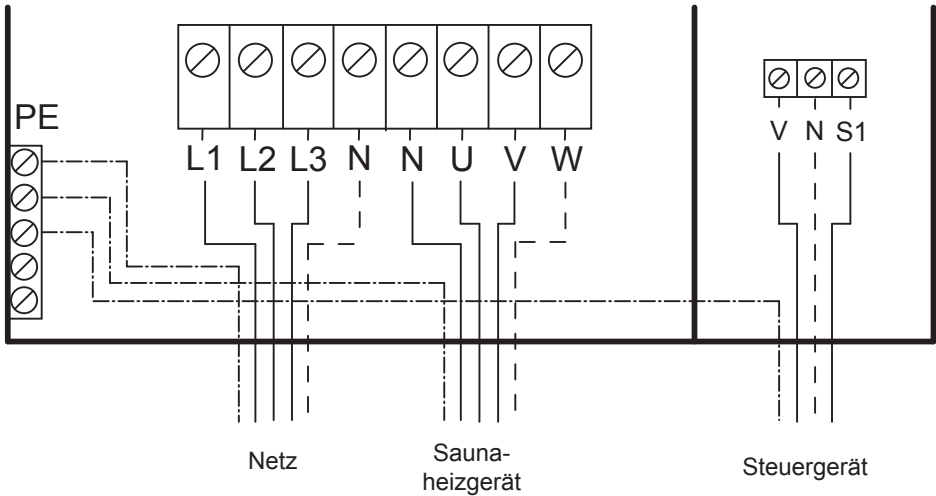 PE
L1 L2 L3 N N U V W
V N S1
Netz
Sauna-
heizgerät
Steuergerät